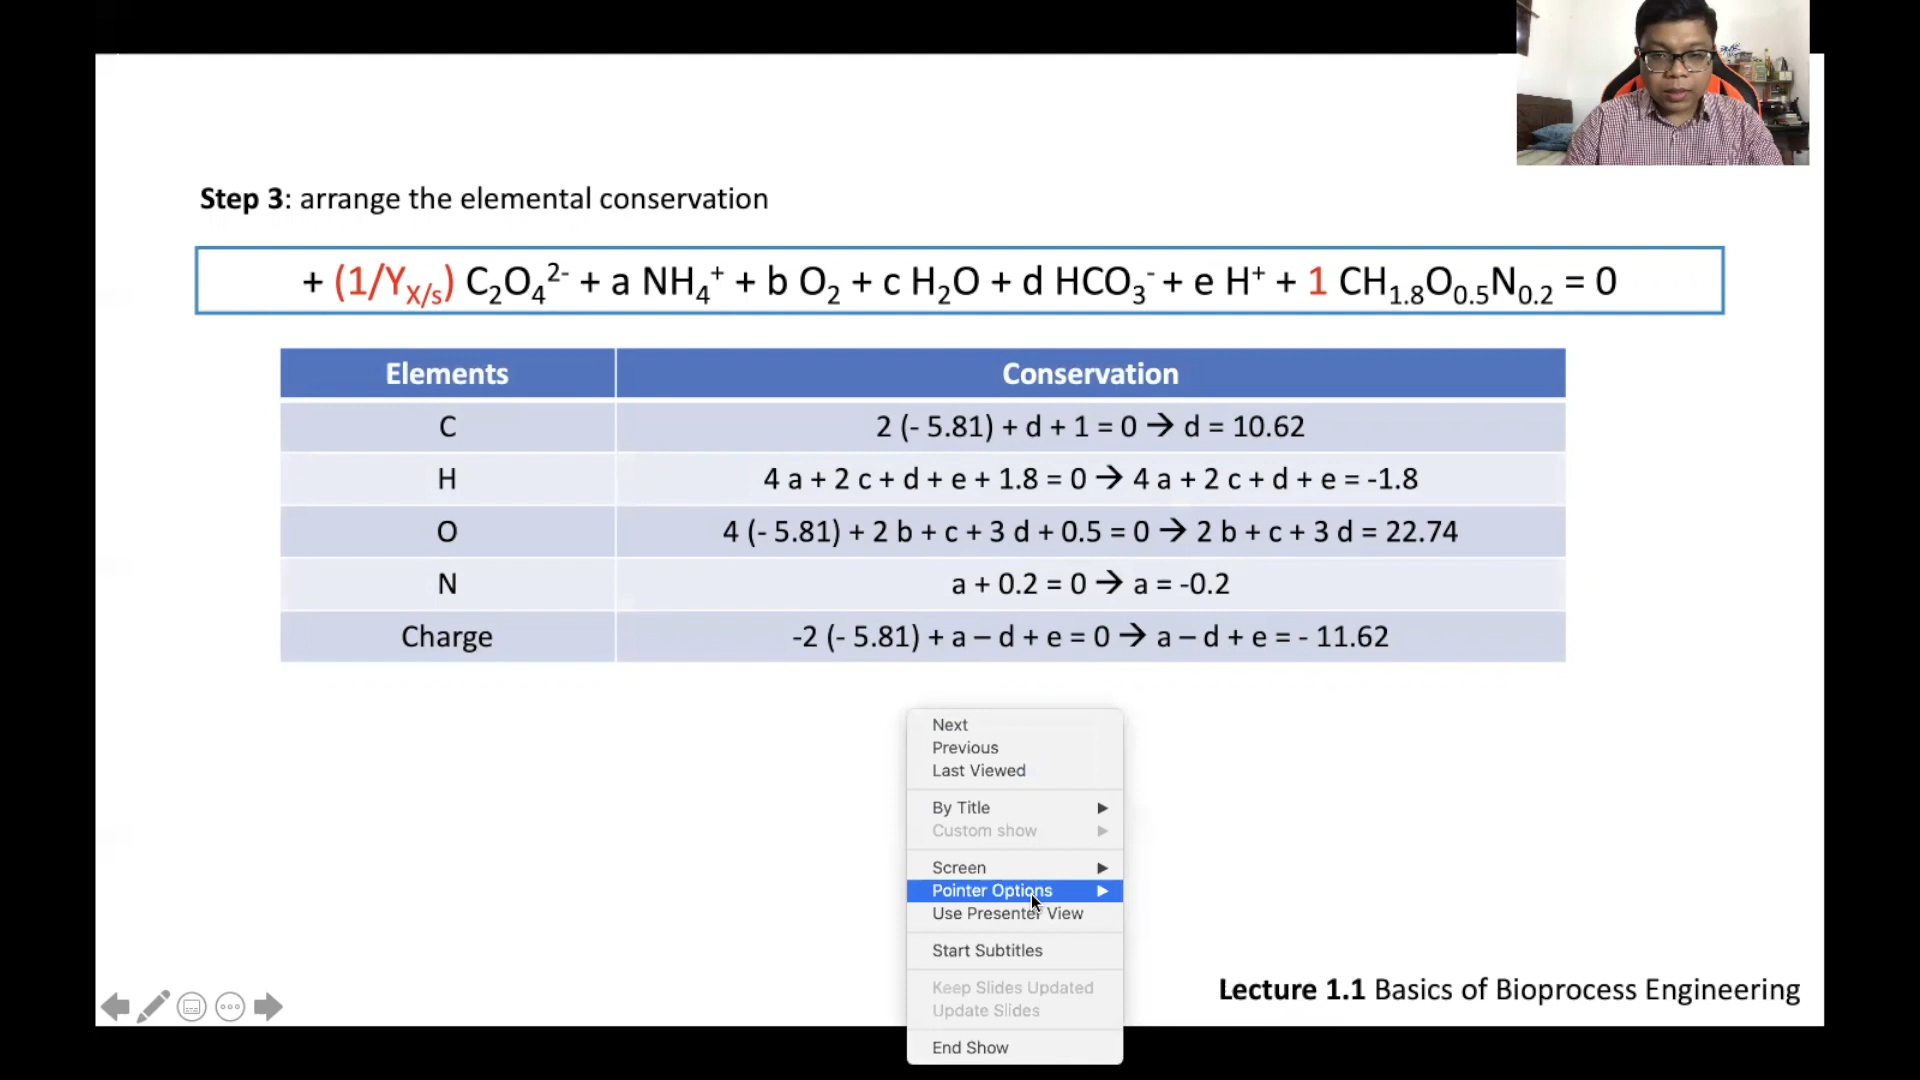 Step 3: arrange the elemental conservation
+ (1/Y_X/s) C₂O₄²⁻ + a NH₄⁺ + b O₂ + c H₂O + d HCO₃⁻ + e H⁺ + 1 CH₁.₈O₀.₅N₀.₂ = 0
Elements Conservation
C 2 (- 5.81) + d + 1 = 0 → d = 10.62
H 4 a + 2 c + d + e + 1.8 = 0 → 4 a + 2 c + d + e = -1.8
O 4 (- 5.81) + 2 b + c + 3 d + 0.5 = 0 → 2 b + c + 3 d = 22.74
N a + 0.2 = 0 → a = -0.2
Charge -2 (- 5.81) + a – d + e = 0 → a – d + e = - 11.62
Next
Previous
Last Viewed
By Title
Custom show
Screen
Pointer Options
Use Presenter View
Start Subtitles
Keep Slides Updated
Update Slides
End Show
Lecture 1.1 Basics of Bioprocess Engineering